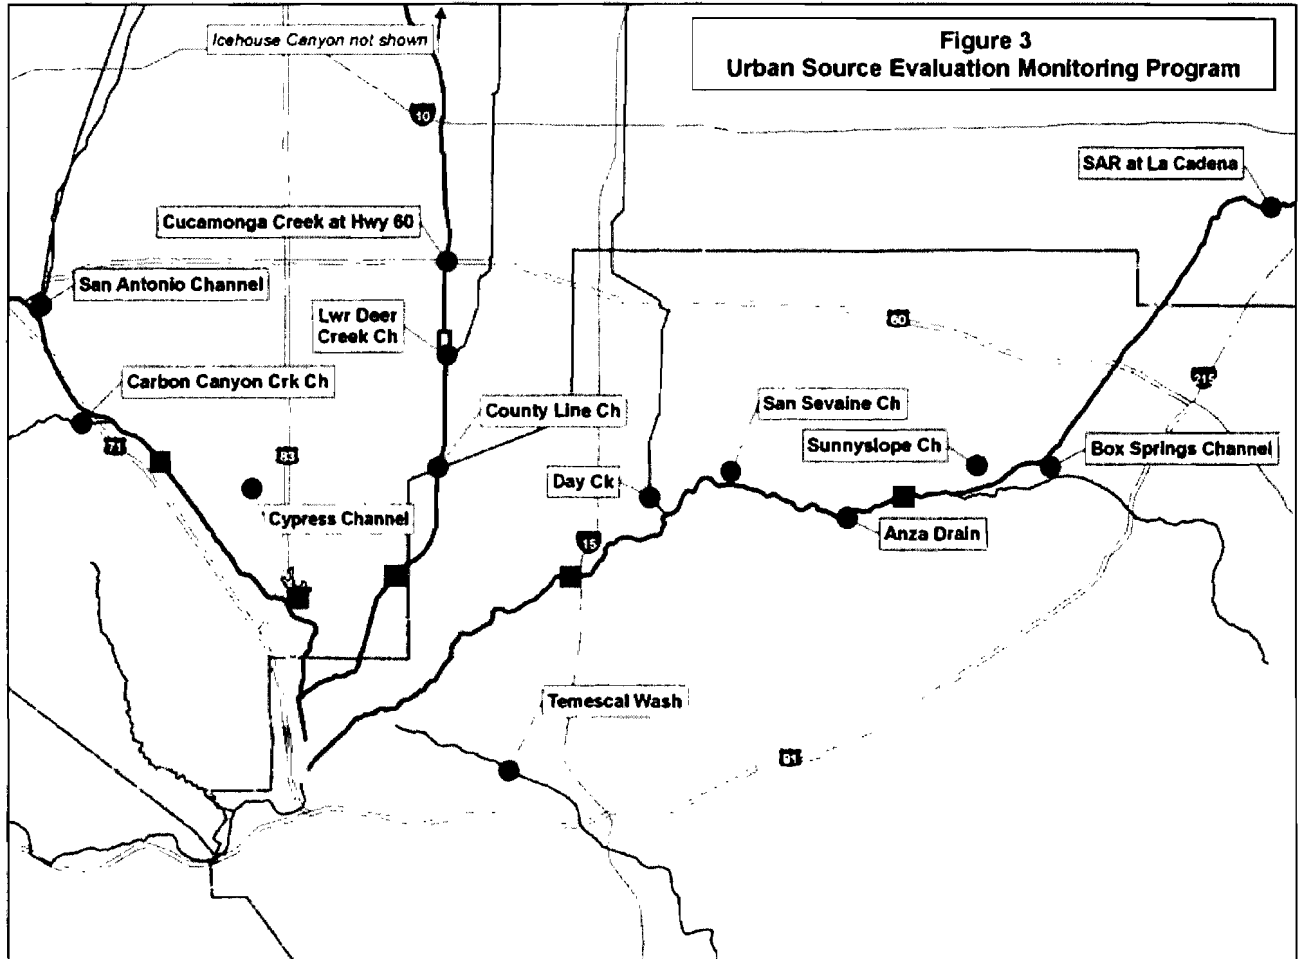 Figure 3
Urban Source Evaluation Monitoring Program
Icehouse Canyon not shown
10
SAR at La Cadena
Cucamonga Creek at Hwy 60
San Antonio Channel
Lwr Deer
Creek Ch
60
215
Carbon Canyon Crk Ch
County Line Ch
San Sevaine Ch
71
83
Sunnyslope Ch
Box Springs Channel
Day Ck
Cypress Channel
15
Anza Drain
Temescal Wash
91